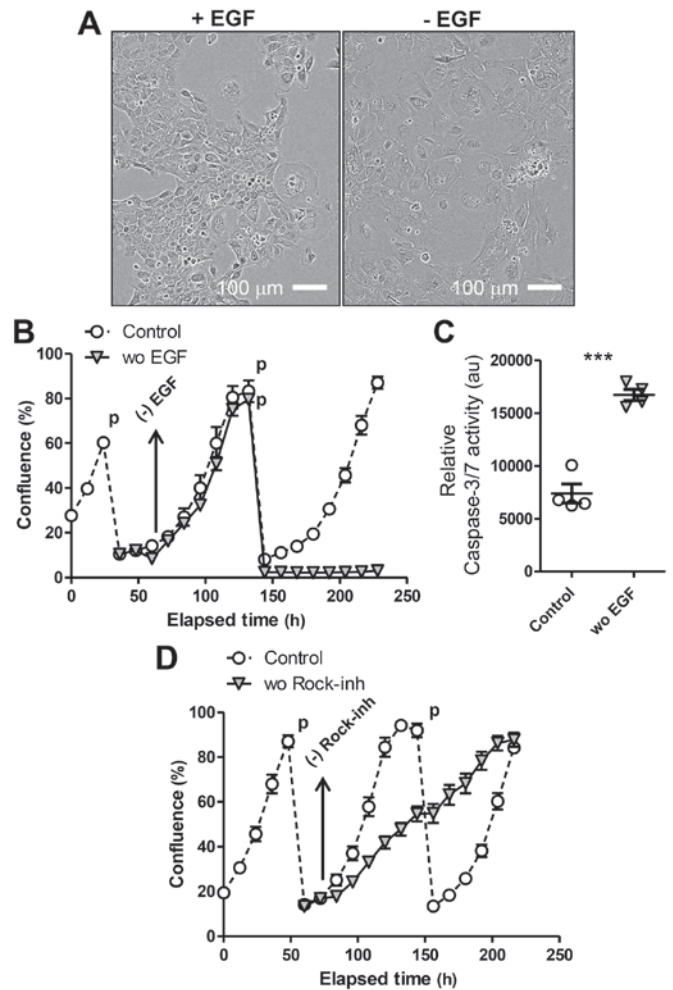 A
+ EGF
- EGF
100 μm
100 μm
B
Control
wo EGF
Confluence (%)
100
80
60
40
20
0
p
(-) EGF
p
p
0
50
100
150
200
250
Elapsed time (h)
C
Relative
Caspase-3/7 activity (au)
20000
15000
10000
5000
0
***
Control
wo EGF
D
Control
wo Rock-inh
Confluence (%)
100
80
60
40
20
0
p
(-) Rock-inh
p
0
50
100
150
200
250
Elapsed time (h)